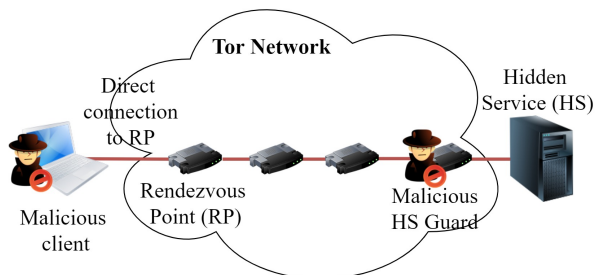 Tor Network
Direct
connection
to RP
Hidden
Service (HS)
Rendezvous
Point (RP)
Malicious
HS Guard
Malicious
client